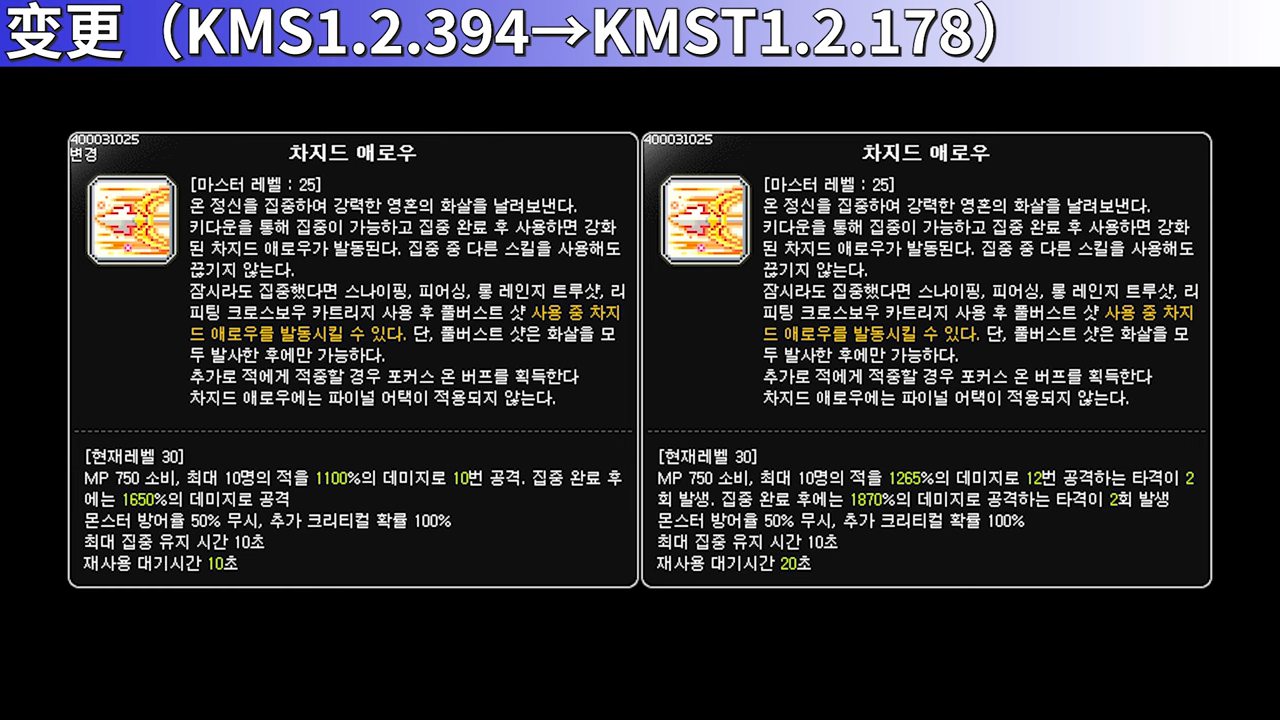 变更（KMS1.2.394→KMST1.2.178）
400031025
변경
차지드 애로우
[마스터 레벨 : 25]
온 정신을 집중하여 강력한 영혼의 화살을 날려보낸다.
키다운을 통해 집중이 가능하고 집중 완료 후 사용하면 강화
된 차지드 애로우가 발동된다. 집중 중 다른 스킬을 사용해도
끊기지 않는다.
잠시라도 집중했다면 스나이핑, 피어싱, 롱 레인지 트루샷, 리
피팅 크로스보우 카트리지 사용 후 풀버스트 샷 사용 중 차지
드 애로우를 발동시킬 수 있다. 단, 풀버스트 샷은 화살을 모
두 발사한 후에만 가능하다.
추가로 적에게 적중할 경우 포커스 온 버프를 획득한다
차지드 애로우에는 파이널 어택이 적용되지 않는다.
[현재레벨 30]
MP 750 소비, 최대 10명의 적을 1100%의 데미지로 10번 공격. 집중 완료 후
에는 1650%의 데미지로 공격
몬스터 방어율 50% 무시, 추가 크리티컬 확률 100%
최대 집중 유지 시간 10초
재사용 대기시간 10초
400031025
차지드 애로우
[마스터 레벨 : 25]
온 정신을 집중하여 강력한 영혼의 화살을 날려보낸다.
키다운을 통해 집중이 가능하고 집중 완료 후 사용하면 강화
된 차지드 애로우가 발동된다. 집중 중 다른 스킬을 사용해도
끊기지 않는다.
잠시라도 집중했다면 스나이핑, 피어싱, 롱 레인지 트루샷, 리
피팅 크로스보우 카트리지 사용 후 풀버스트 샷 사용 중 차지
드 애로우를 발동시킬 수 있다. 단, 풀버스트 샷은 화살을 모
두 발사한 후에만 가능하다.
추가로 적에게 적중할 경우 포커스 온 버프를 획득한다
차지드 애로우에는 파이널 어택이 적용되지 않는다.
[현재레벨 30]
MP 750 소비, 최대 10명의 적을 1265%의 데미지로 12번 공격하는 타격이 2
회 발생. 집중 완료 후에는 1870%의 데미지로 공격하는 타격이 2회 발생
몬스터 방어율 50% 무시, 추가 크리티컬 확률 100%
최대 집중 유지 시간 10초
재사용 대기시간 20초